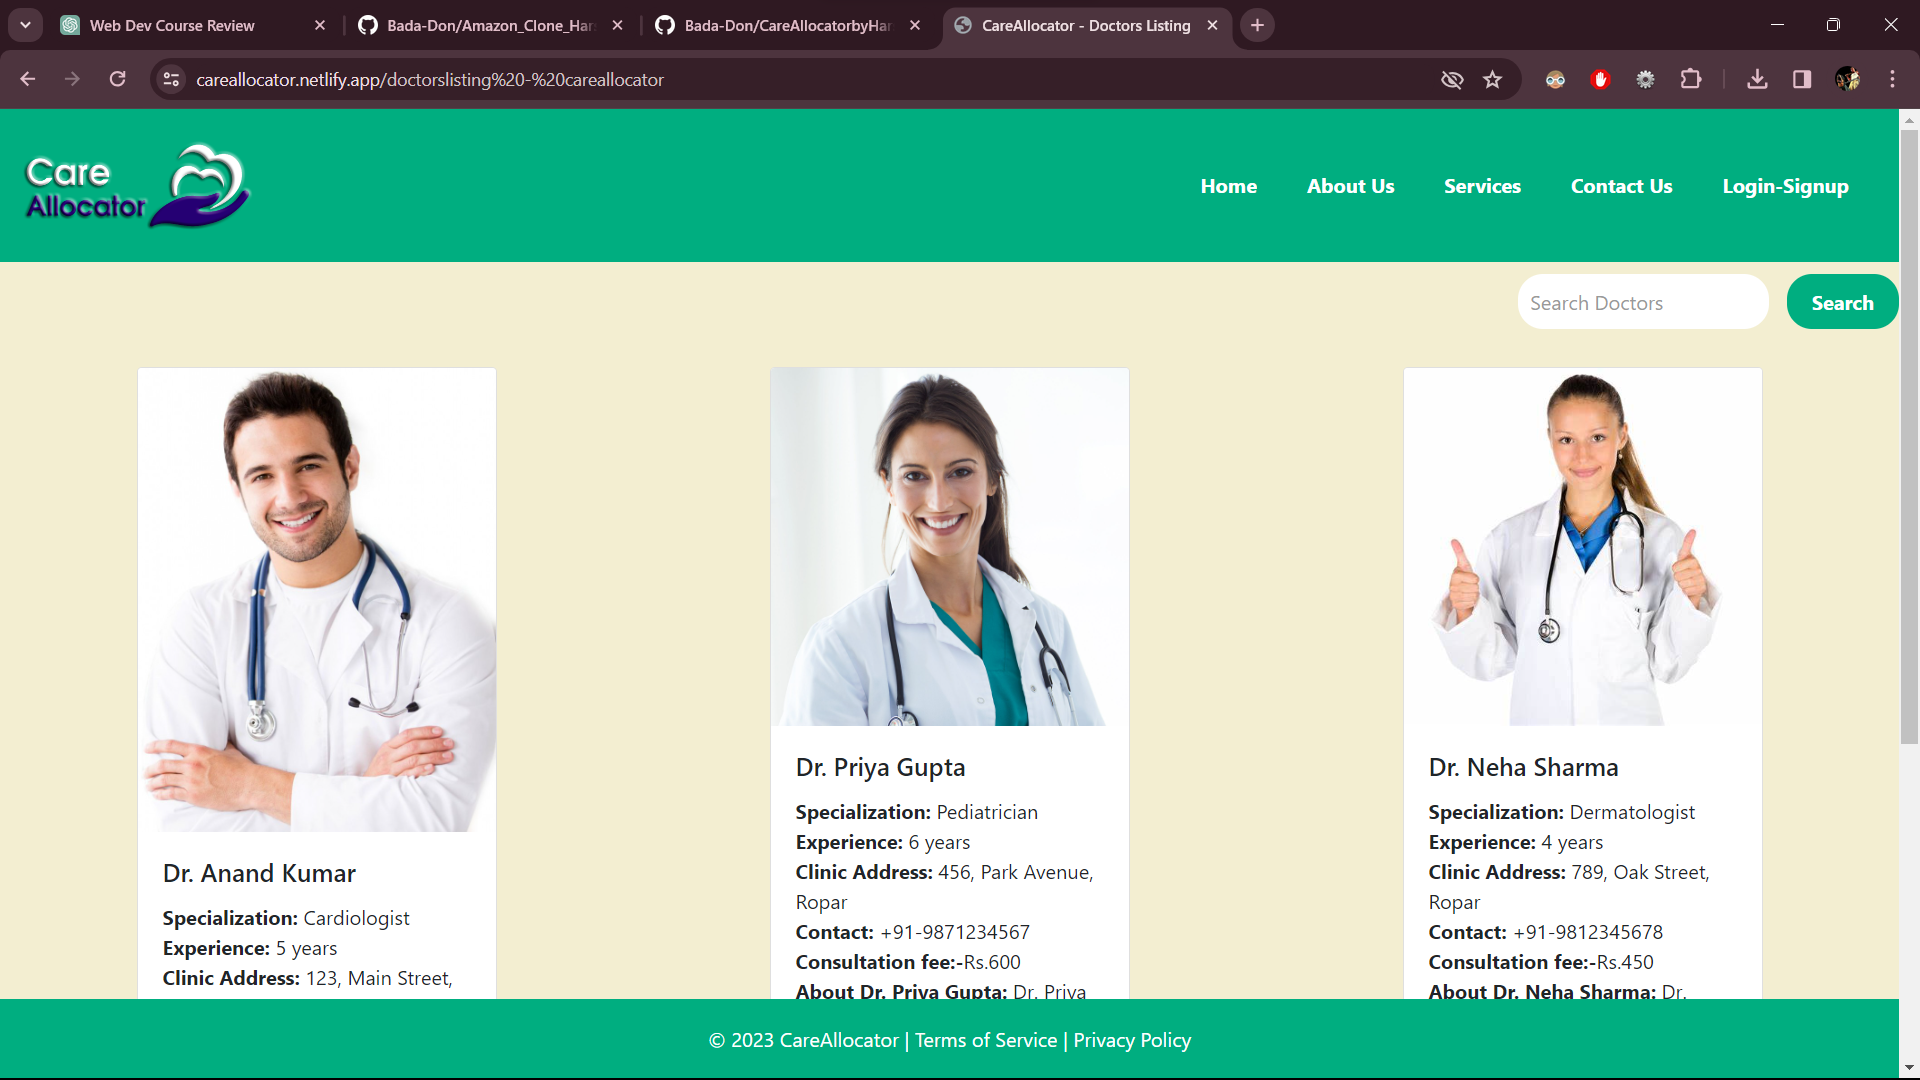 Web Dev Course Review
Bada-Don/Amazon_Clone_Har
Bada-Don/CareAllocatorbyHar
CareAllocator - Doctors Listing
careallocator.netlify.app/doctorslisting%20-%20careallocator
Care
Allocator
Home
About Us
Services
Contact Us
Login-Signup
Search Doctors
Search
Dr. Anand Kumar
Specialization: Cardiologist
Experience: 5 years
Clinic Address: 123, Main Street,
Dr. Priya Gupta
Specialization: Pediatrician
Experience: 6 years
Clinic Address: 456, Park Avenue,
Ropar
Contact: +91-9871234567
Consultation fee:-Rs.600
About Dr. Priya Gupta: Dr. Priya
Dr. Neha Sharma
Specialization: Dermatologist
Experience: 4 years
Clinic Address: 789, Oak Street,
Ropar
Contact: +91-9812345678
Consultation fee:-Rs.450
About Dr. Neha Sharma: Dr.
© 2023 CareAllocator | Terms of Service | Privacy Policy